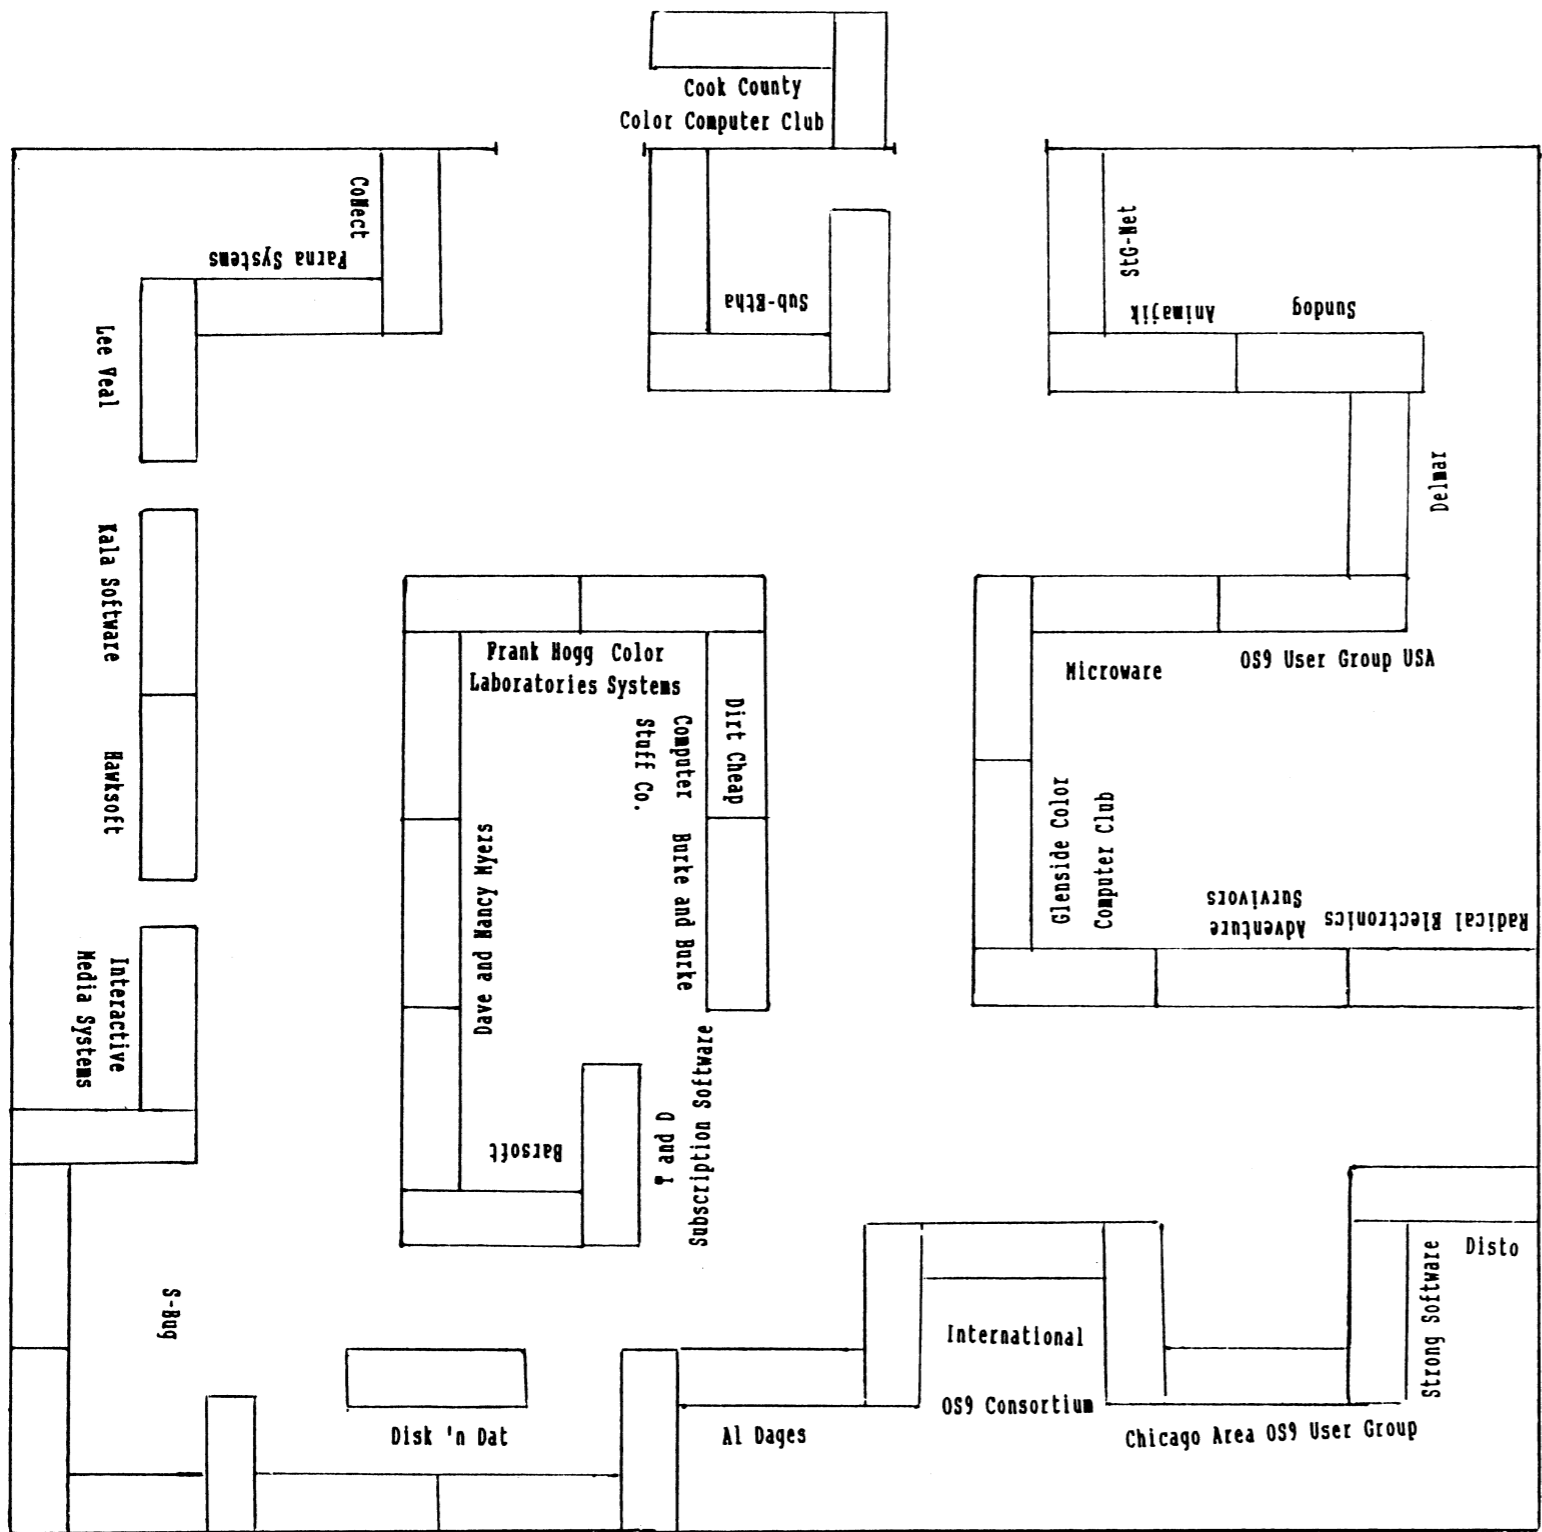 Cook County
Color Computer Club
CoNect
Farna Systems
Sub-Etha
StG-Net
Animajik
Sundog
Lee Veal
Delmar
Kala Software
Frank Hogg Color
Laboratories Systems
Dirt Cheap
Computer
Stuff Co.
Microware
OS9 User Group USA
Hawksoft
Dave and Nancy Myers
Burke and Burke
Glenside Color
Computer Club
Adventure
Survivors
Radical Electronics
Interactive
Media Systems
Barsoft
T and D
Subscription Software
S-Bug
Disk 'n Dat
Al Dages
International
OS9 Consortium
Chicago Area OS9 User Group
Strong Software
Disto